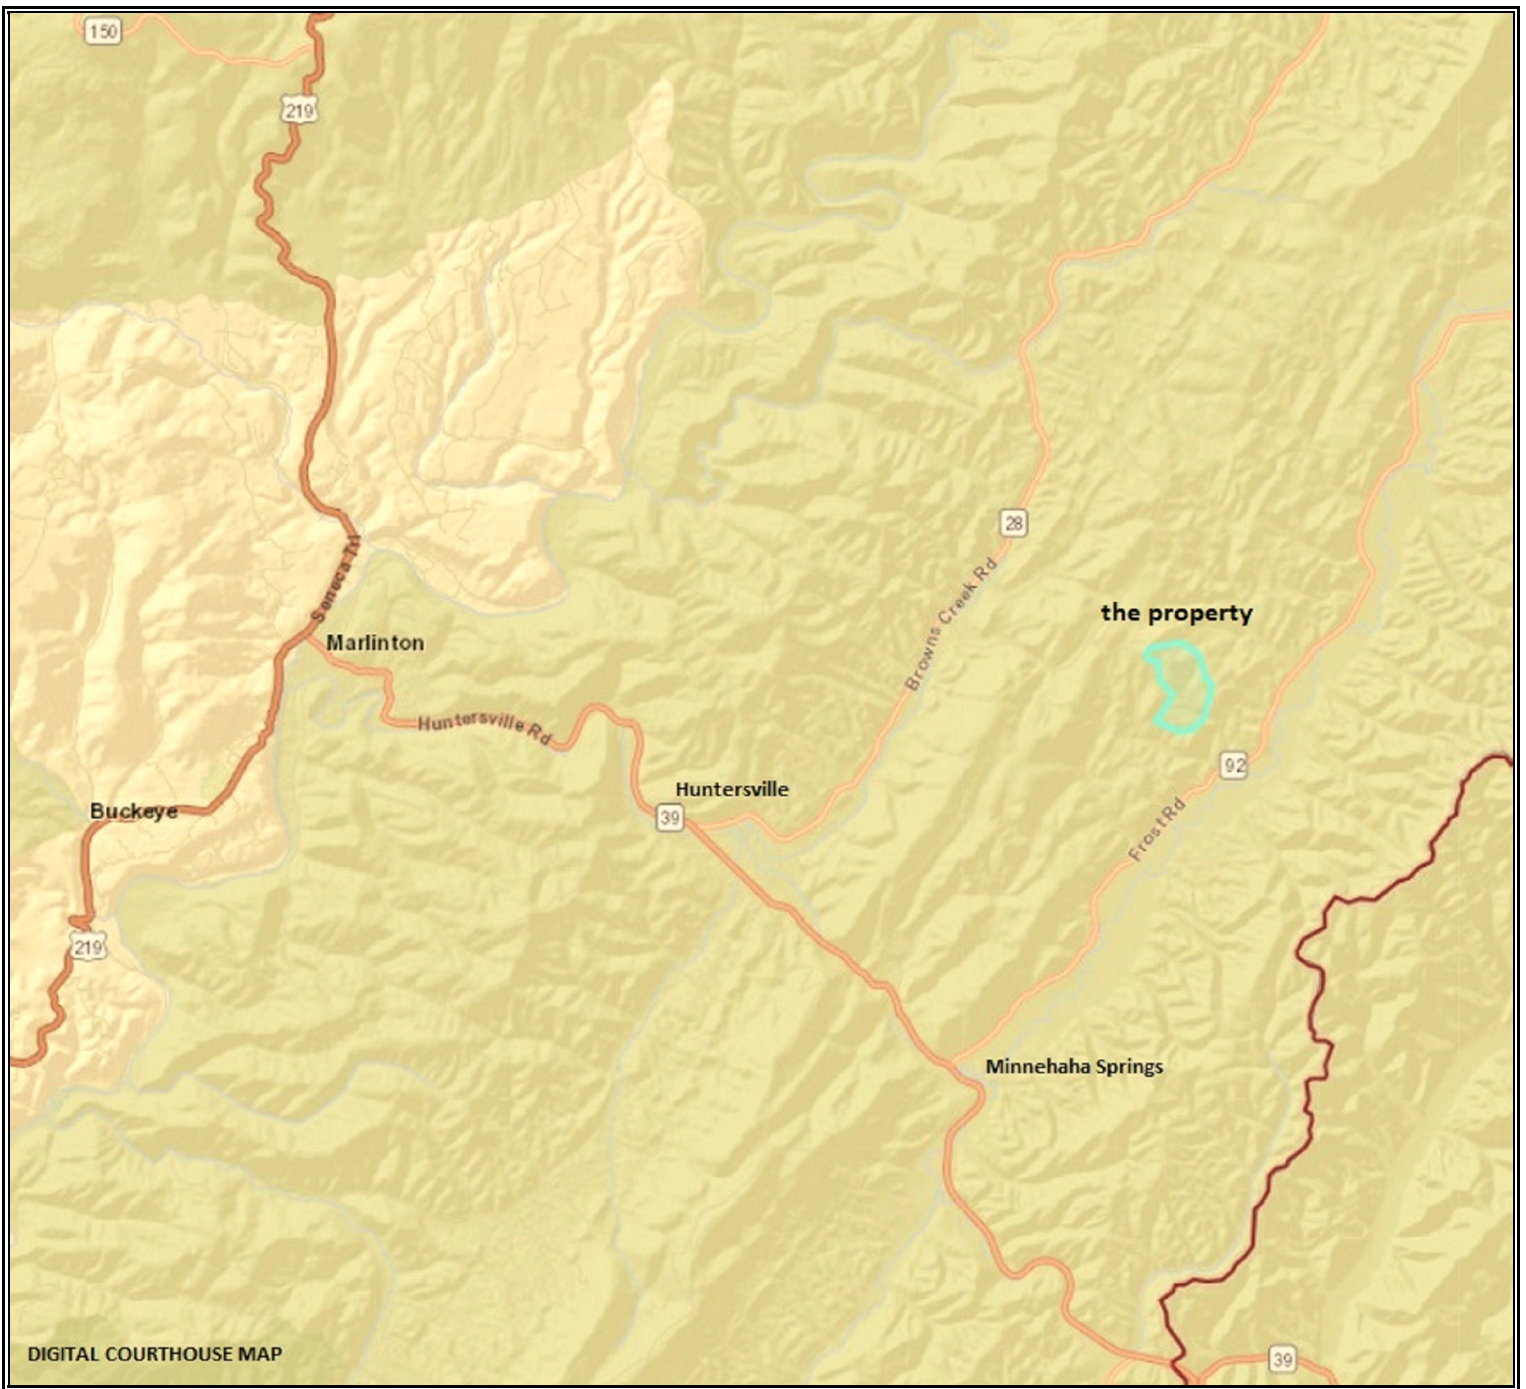 150
219
28
Browns Creek Rd
the property
Seneca Trl
Marlinton
Huntersville Rd
92
Huntersville
39
Buckeye
Frost Rd
219
Minnehaha Springs
DIGITAL COURTHOUSE MAP
39